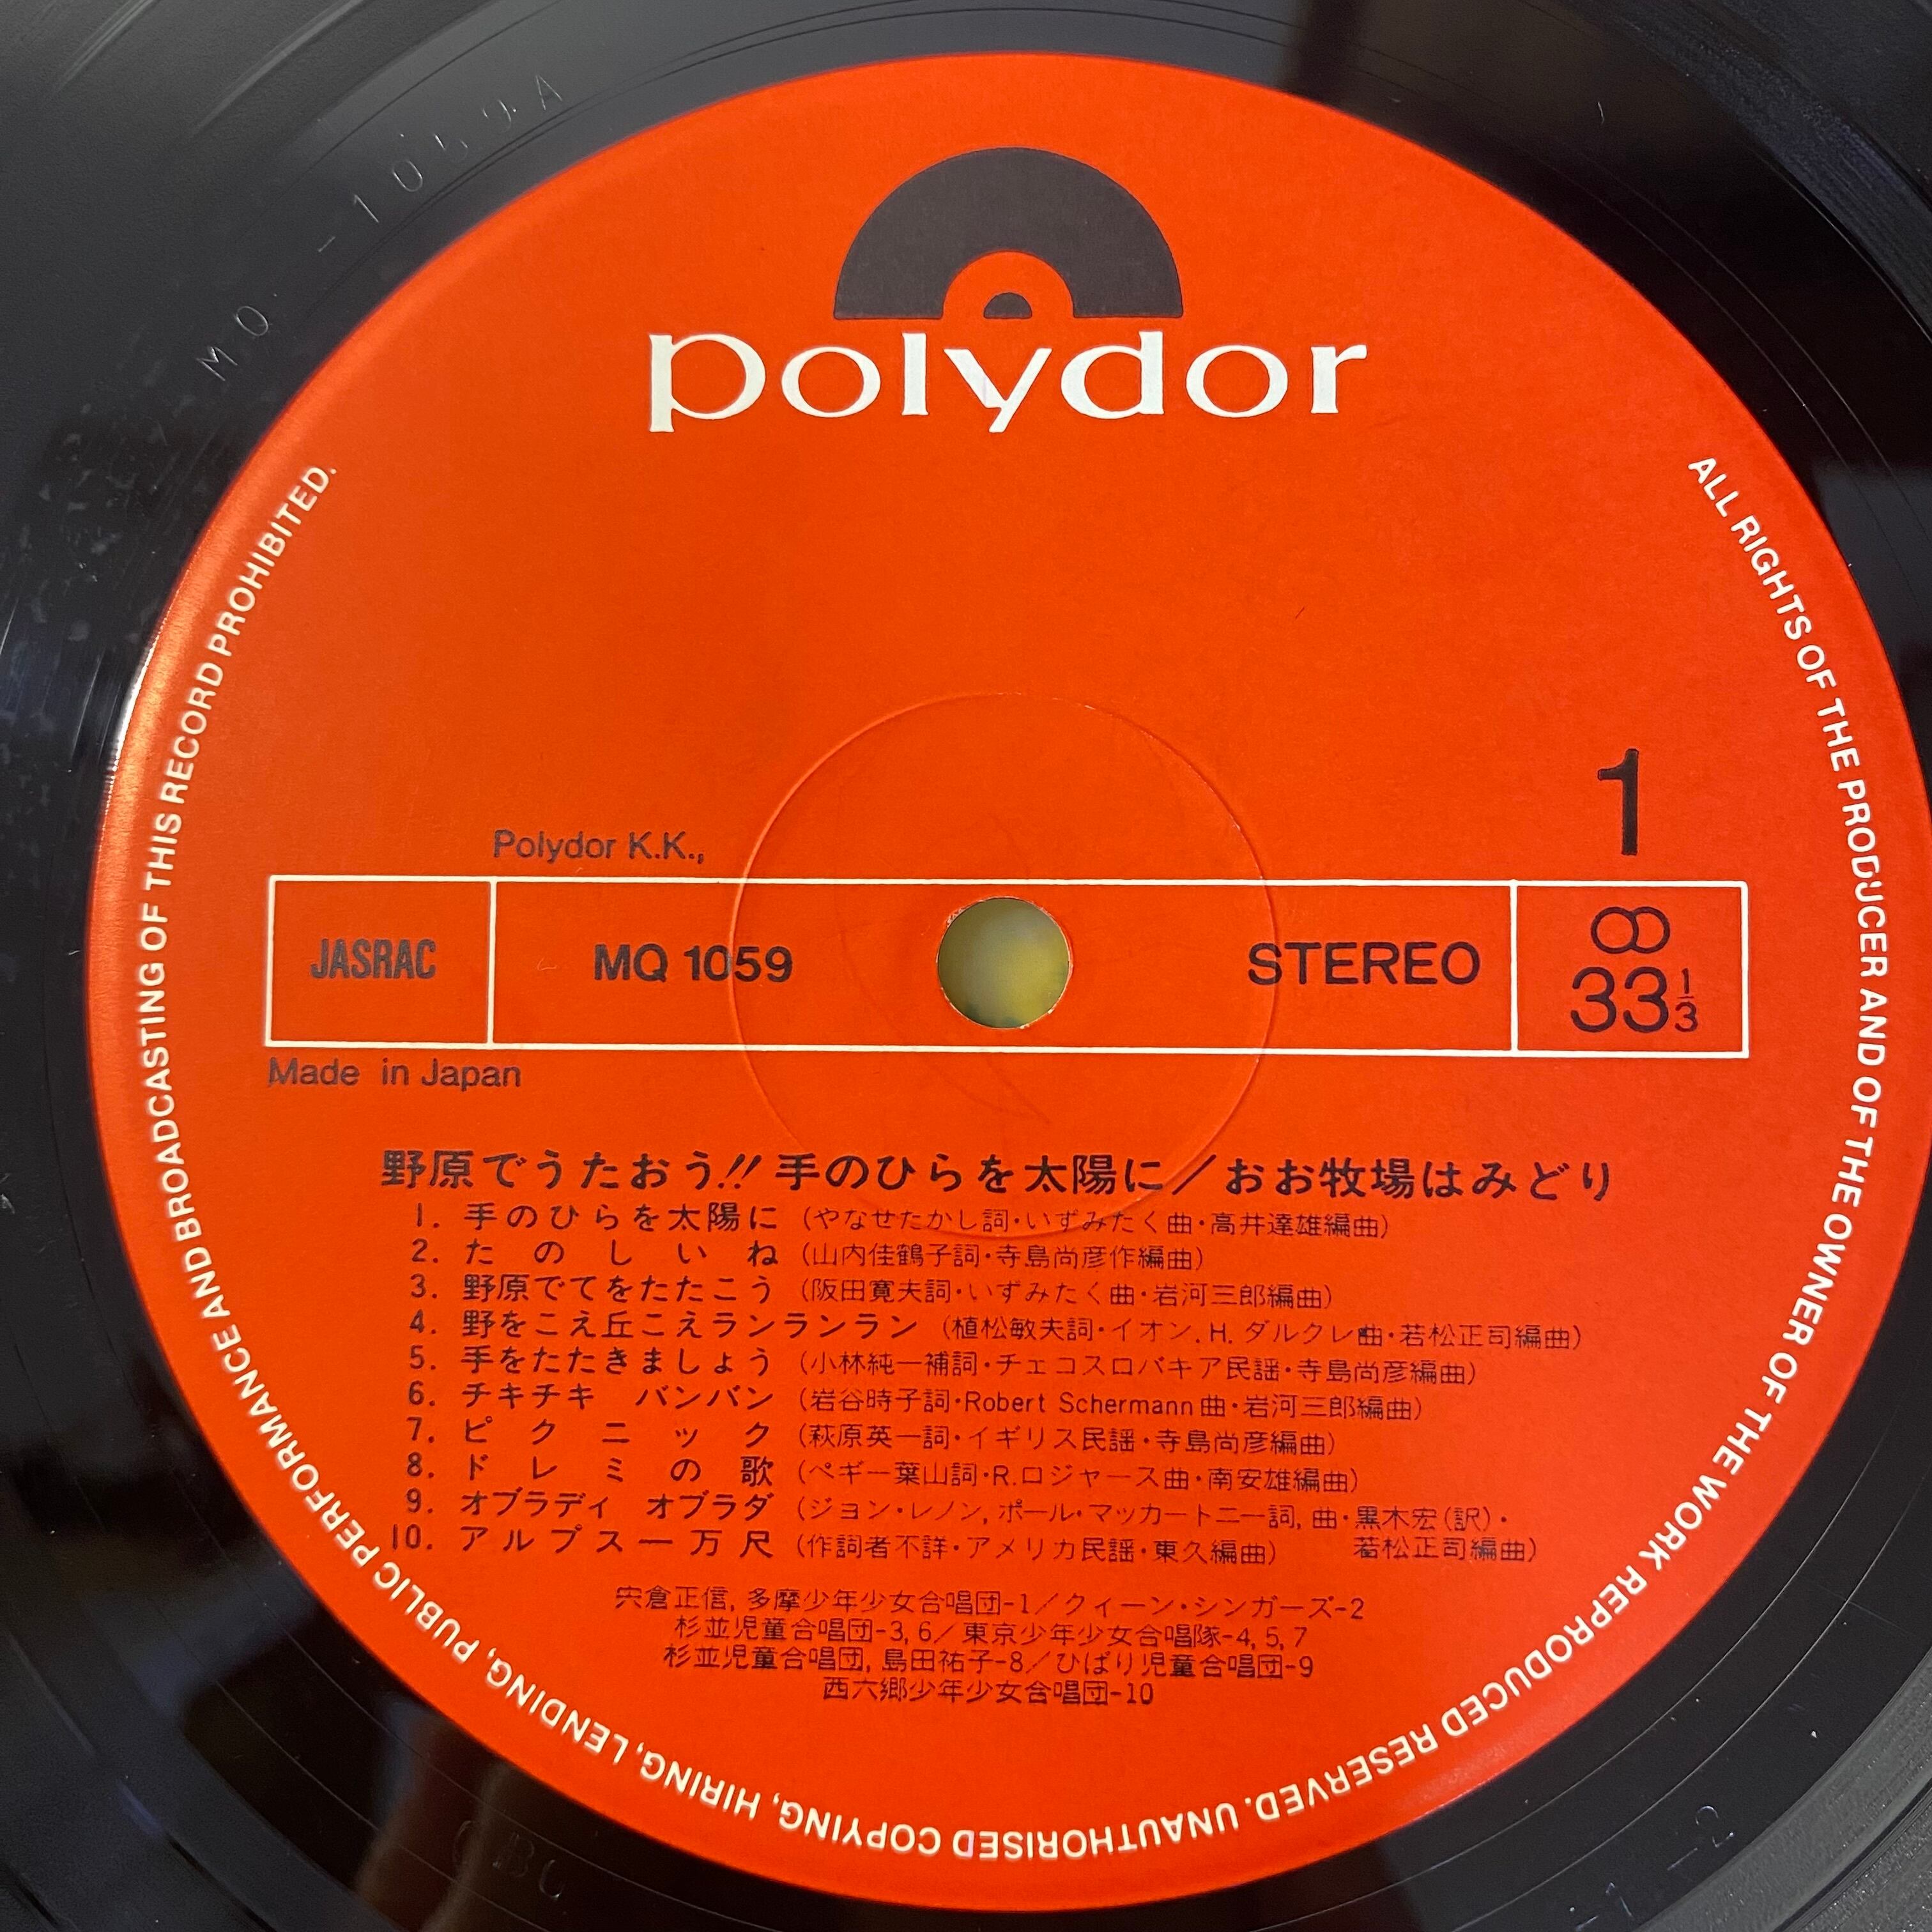 polydor
1
Polydor K.K.,
JASRAC
MQ 1059
STEREO
33 1/3
Made in Japan
野原でうたおう!! 手のひらを太陽に／おお牧場はみどり
1. 手のひらを太陽に (やなせたかし詞・いずみたく曲・高井達雄編曲)
2. たのしいね (山内佳鶴子詞・寺島尚彦作編曲)
3. 野原でてをたたこう (阪田寛夫詞・いずみたく曲・岩河三郎編曲)
4. 野をこえ丘こえランランラン (植松敏夫詞・イオン.H.ダルクレ曲・若松正司編曲)
5. 手をたたきましょう (小林純一補詞・チェコスロバキア民謡・寺島尚彦編曲)
6. チキチキ バンバン (岩谷時子詞・Robert Schermann曲・岩河三郎編曲)
7. ピクニック (萩原英一詞・イギリス民謡・寺島尚彦編曲)
8. ドレミの歌 (ペギー葉山詞・R.ロジャース曲・南安雄編曲)
9. オブラディ オブラダ (ジョン・レノン, ポール・マッカートニー詞, 曲・黒木宏(訳)・
若松正司編曲)
10. アルプス一万尺 (作詞者不詳・アメリカ民謡・東久編曲)
宍倉正信, 多摩少年少女合唱団-1／クィーン・シンガーズ-2
杉並児童合唱団-3, 6／東京少年少女合唱隊-4, 5, 7
杉並児童合唱団, 島田祐子-8／ひばり児童合唱団-9
西六郷少年少女合唱団-10
ALL RIGHTS OF THE PRODUCER AND OF THE OWNER OF THE WORK REPRODUCED RESERVED. UNAUTHORISED COPYING, HIRING, LENDING, PUBLIC PERFORMANCE AND BROADCASTING OF THIS RECORD PROHIBITED.